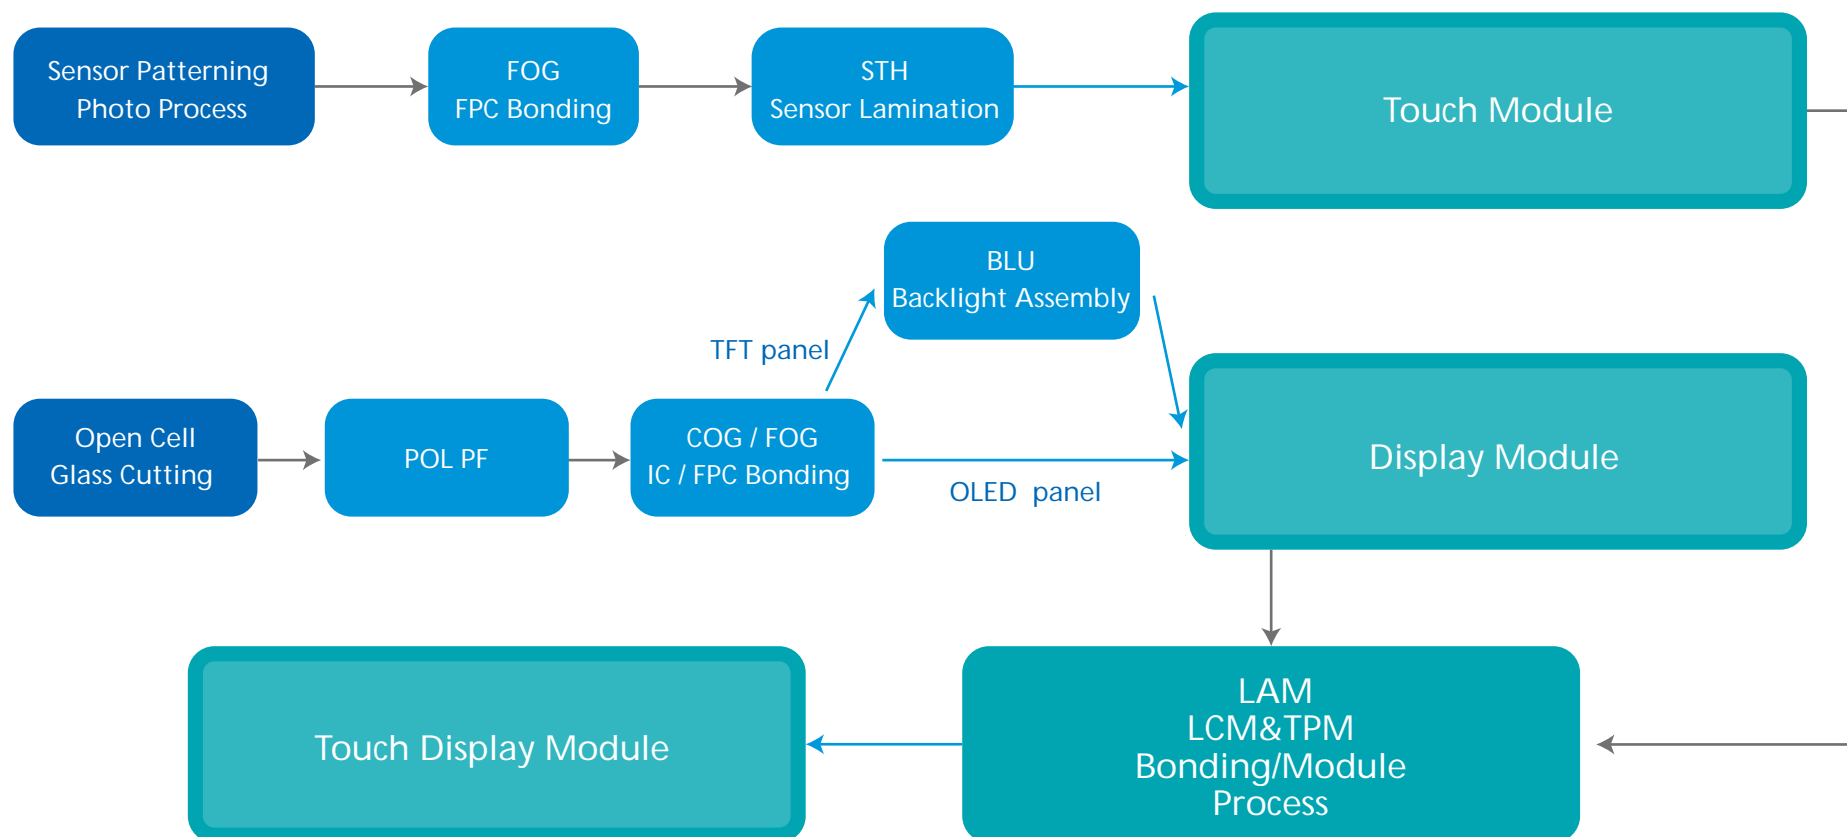 Sensor Patterning
Photo Process
FOG
FPC Bonding
STH
Sensor Lamination
Touch Module
BLU
Backlight Assembly
TFT panel
Open Cell
Glass Cutting
POL PF
COG / FOG
IC / FPC Bonding
OLED panel
Display Module
Touch Display Module
LAM
LCM&TPM
Bonding/Module
Process